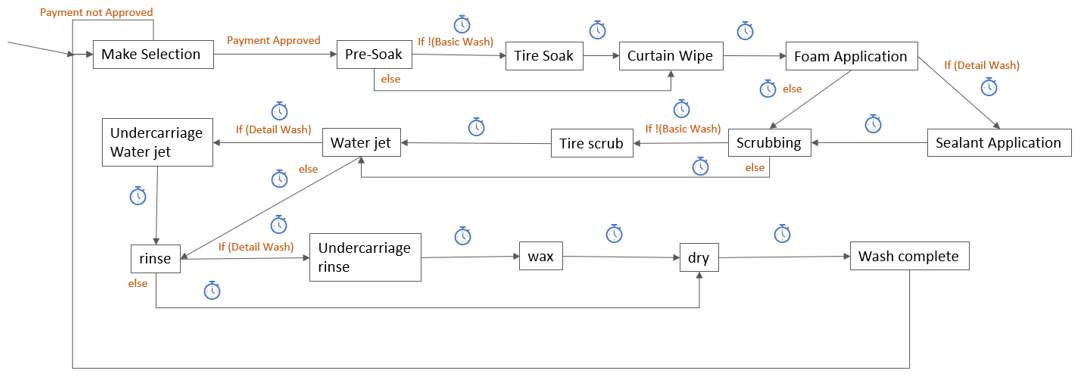 Payment not Approved
Make Selection
Payment Approved
Pre-Soak
If !(Basic Wash)
else
Tire Soak
Curtain Wipe
Foam Application
If (Detail Wash)
else
Sealant Application
Scrubbing
If !(Basic Wash)
else
Tire scrub
Water jet
If (Detail Wash)
else
Undercarriage
Water jet
rinse
If (Detail Wash)
else
Undercarriage
rinse
wax
dry
Wash complete